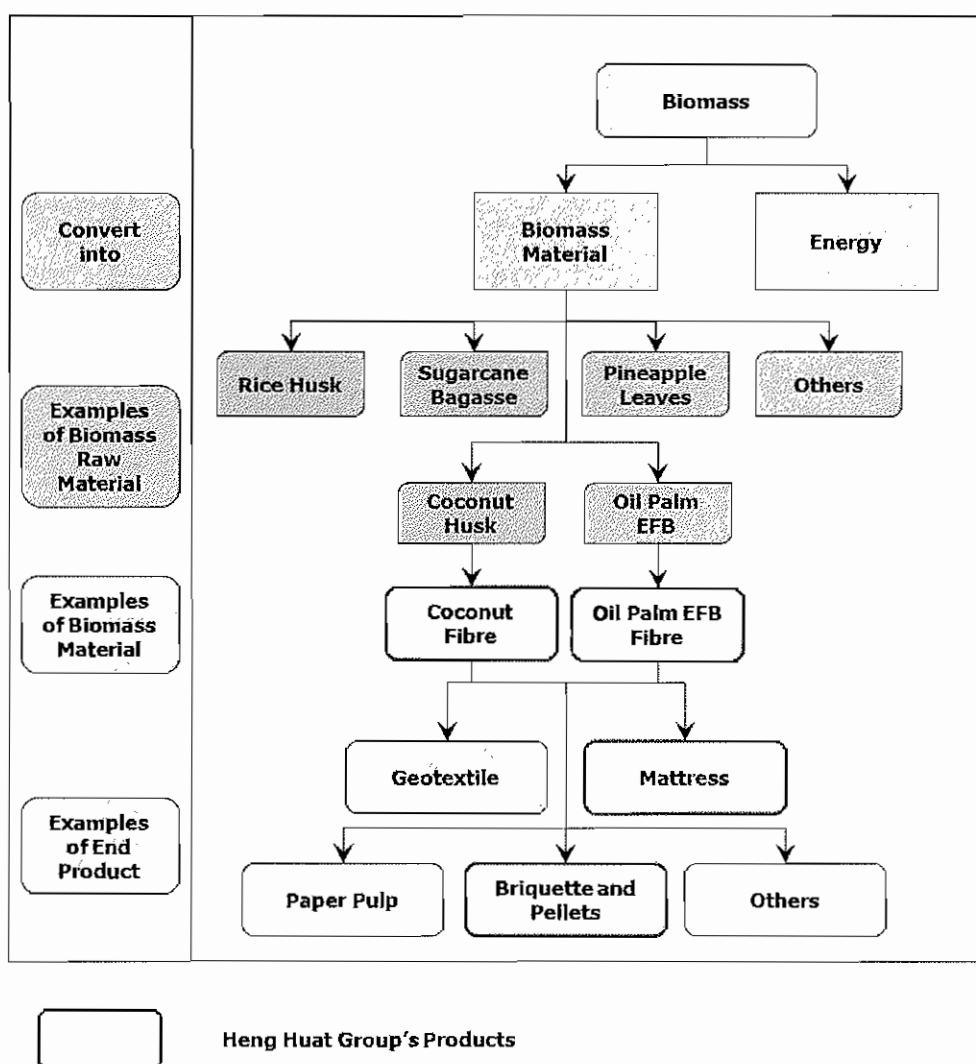 Biomass
Convert
into
Biomass
Material
Energy
Rice Husk
Sugarcane
Bagasse
Pineapple
Leaves
Others
Examples
of Biomass
Raw
Material
Coconut
Husk
Oil Palm
EFB
Examples
of Biomass
Material
Coconut
Fibre
Oil Palm EFB
Fibre
Geotextile
Mattress
Examples
of End
Product
Paper Pulp
Briquette and
Pellets
Others
Heng Huat Group's Products